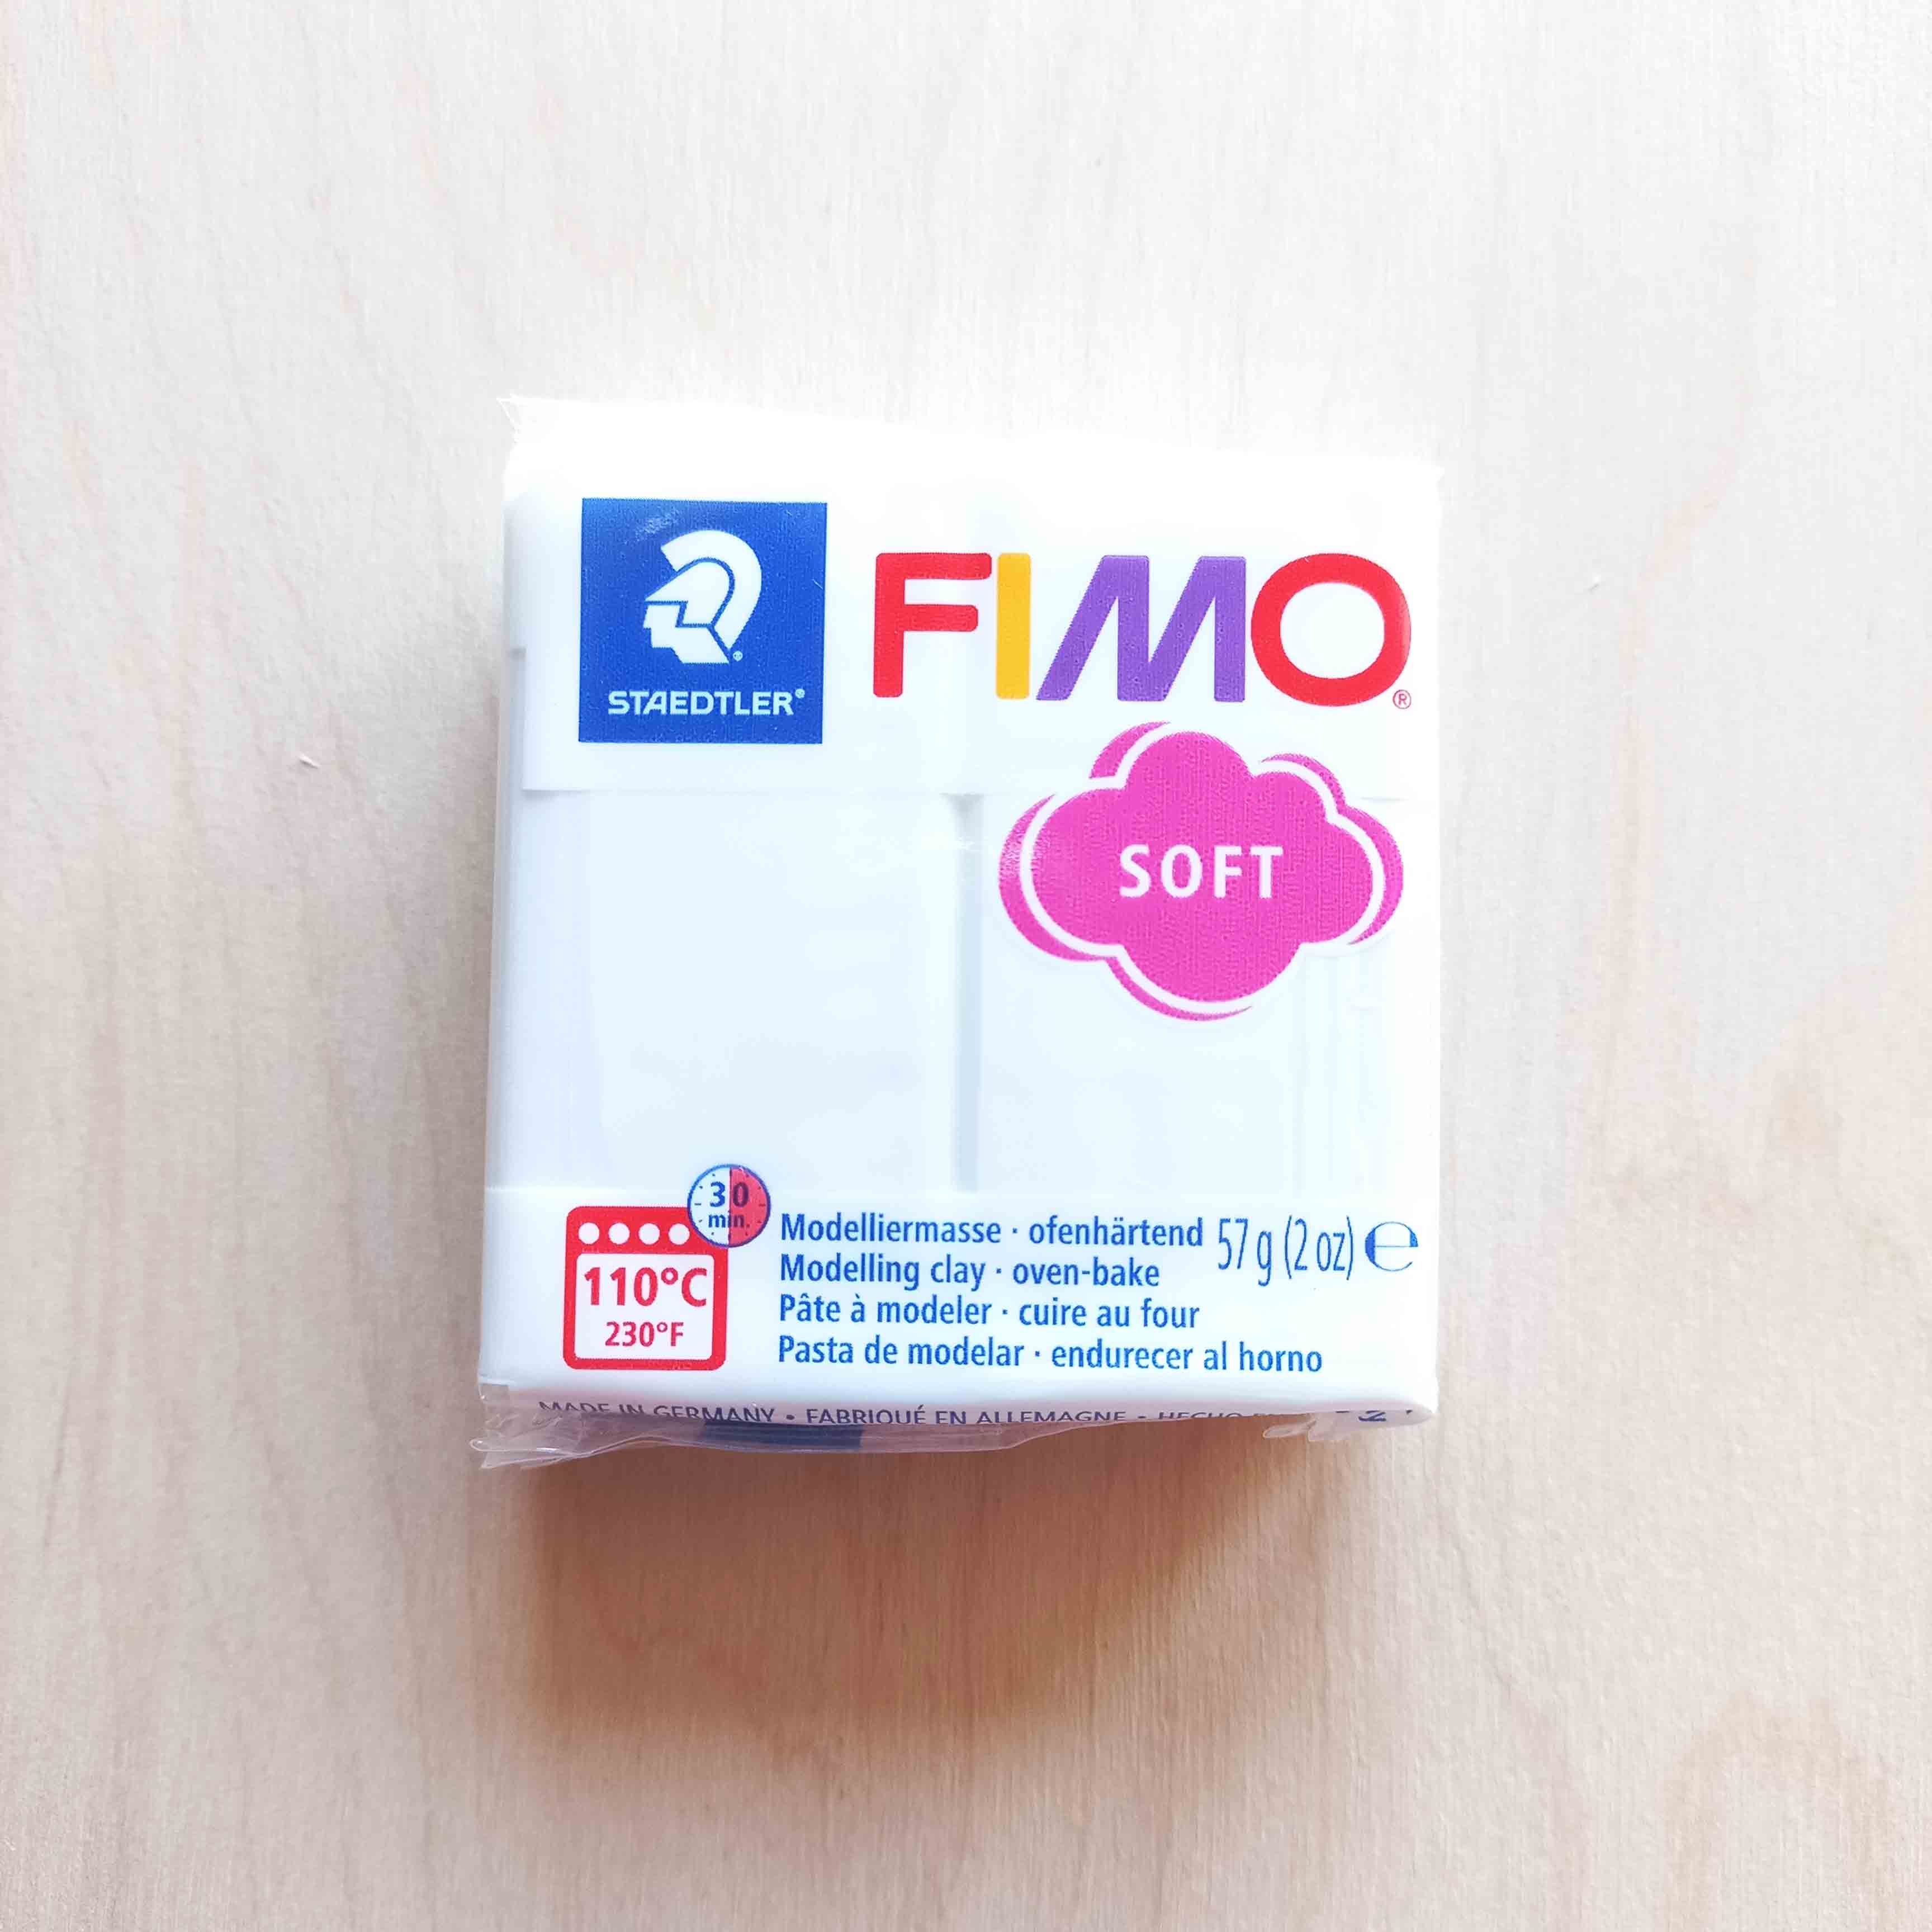 STAEDTLER®
FIMO®
SOFT
30
min.
110°C
230°F
Modelliermasse · ofenhärtend
57 g (2 oz) ℮
Modelling clay · oven-bake
Pâte à modeler · cuire au four
Pasta de modelar · endurecer al horno
MADE IN GERMANY • FABRIQUÉ EN ALLEMAGNE • HECHO